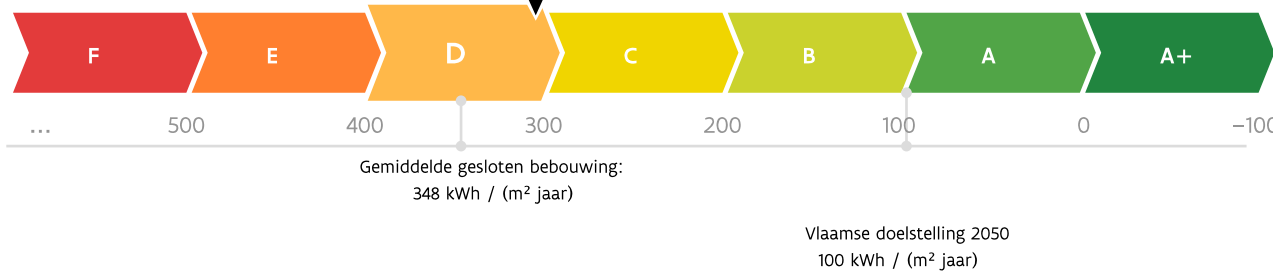 F E D C B A A+
... 500 400 300 200 100 0 −100
Gemiddelde gesloten bebouwing:
348 kWh / (m² jaar)
Vlaamse doelstelling 2050
100 kWh / (m² jaar)